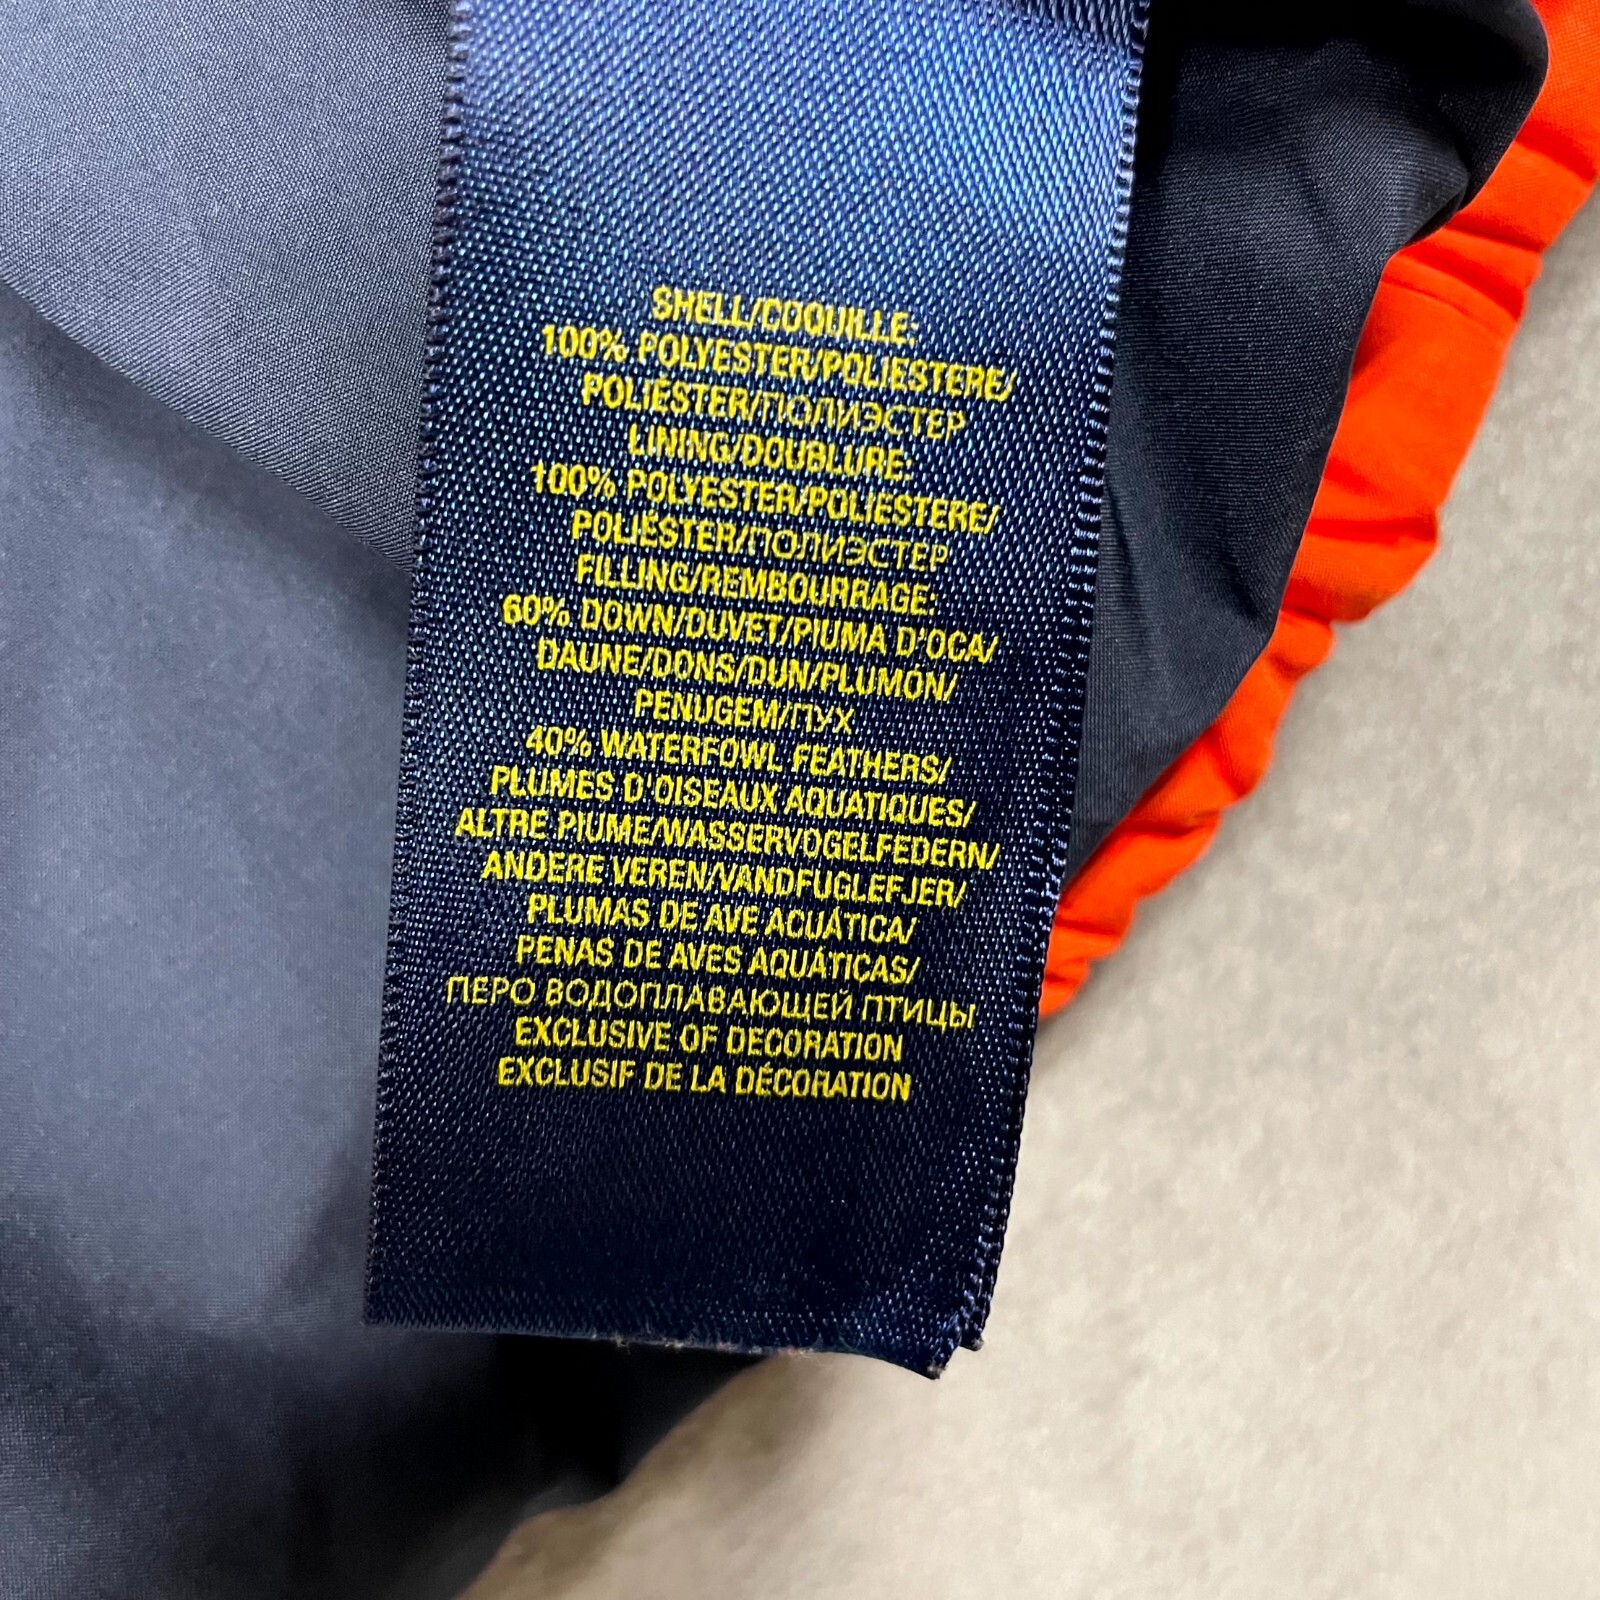 SHELL/COQUILLE:
100% POLYESTER/POLIESTERE/
POLIÉSTER/ПОЛИЭСТЕР
LINING/DOUBLURE:
100% POLYESTER/POLIESTERE/
POLIÉSTER/ПОЛИЭСТЕР
FILLING/REMBOURRAGE:
60% DOWN/DUVET/PIUMA D'OCA/
DAUNE/DONS/DUN/PLUMÓN/
PENUGEM/ПУХ
40% WATERFOWL FEATHERS/
PLUMES D'OISEAUX AQUATIQUES/
ALTRE PIUME/WASSERVOGELFEDERN/
ANDERE VEREN/VANDFUGLEFJER/
PLUMAS DE AVE ACUÁTICA/
PENAS DE AVES AQUÁTICAS/
ПЕРО ВОДОПЛАВАЮЩЕЙ ПТИЦЫ
EXCLUSIVE OF DECORATION
EXCLUSIF DE LA DÉCORATION